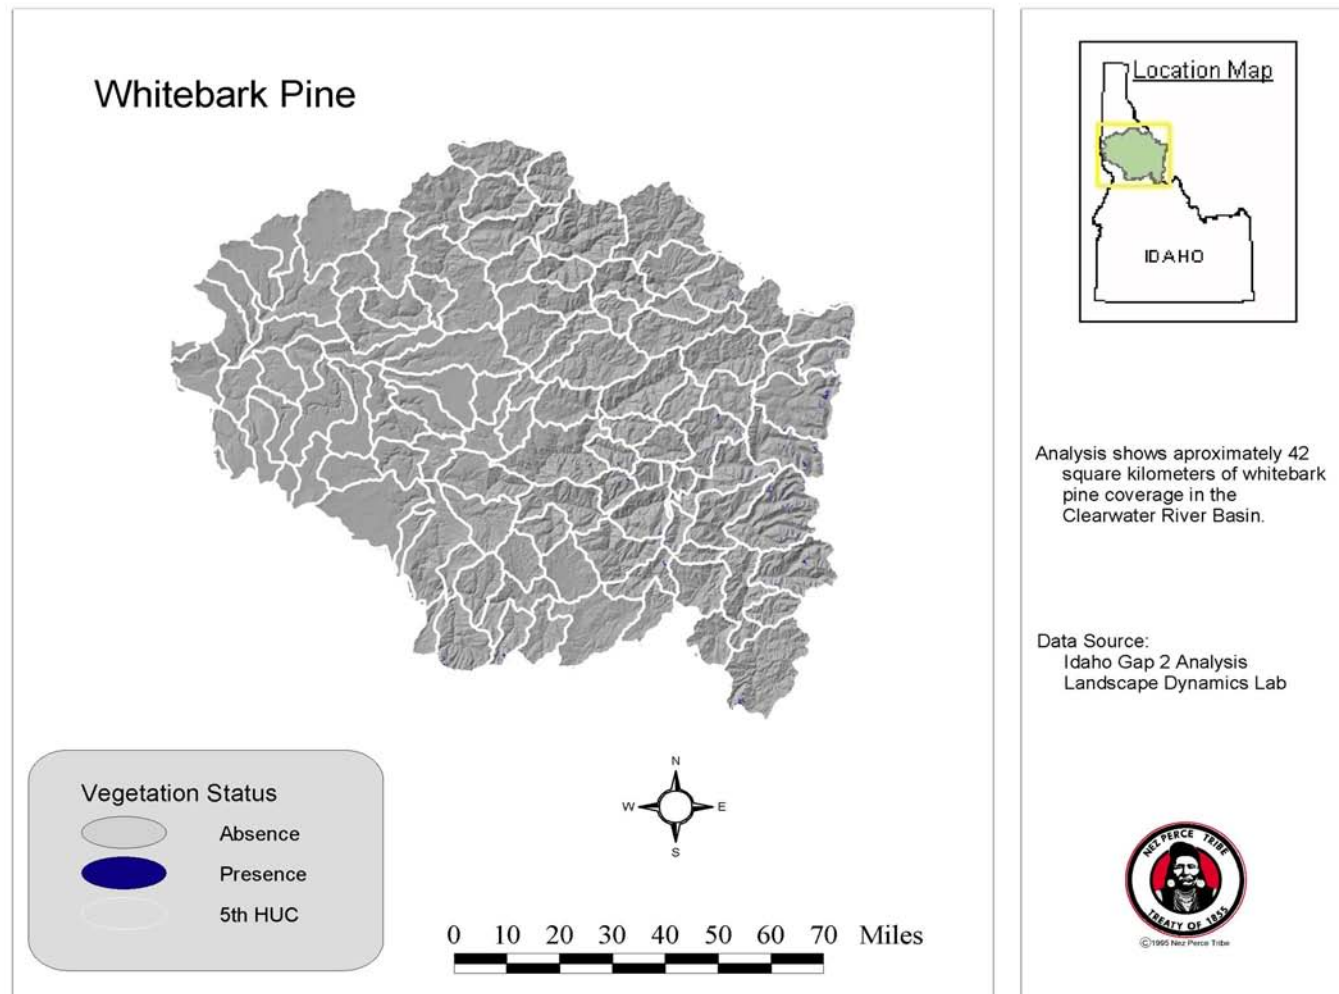 Whitebark Pine
Location Map
IDAHO
Analysis shows aproximately 42
square kilometers of whitebark
pine coverage in the
Clearwater River Basin.
Data Source:
Idaho Gap 2 Analysis
Landscape Dynamics Lab
Vegetation Status
Absence
Presence
5th HUC
N
W E
S
0 10 20 30 40 50 60 70 Miles
NEZ PERCE TRIBE
TREATY OF 1855
©1995 Nez Perce Tribe